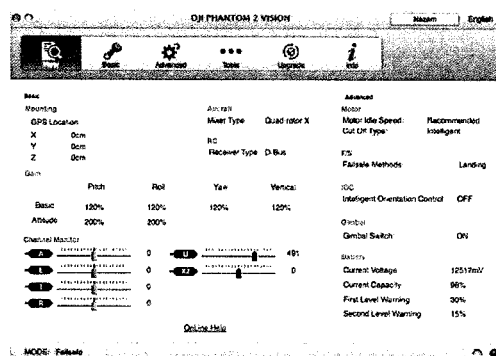 DJI PHANTOM 2 VISION
Nazam
English
Basic
Advanced
Tools
Upgrade
Info
Basic
Mounting
GPS Location
X 0cm
Y 0cm
Z 0cm
Aircraft
Mixer Type Quad rotor X
RC
Receiver Type D-Bus
Gain
Pitch Roll Yaw Vertical
Basic 120% 120% 120% 120%
Attitude 200% 200%
Channel Monitor
A 0
E 0
T 0
R 0
U 491
X2 0
Advanced
Motor
Motor Idle Speed: Recommended
Cut Off Type: Intelligent
F/S
Failsafe Methods: Landing
IOC
Intelligent Orientation Control OFF
Gimbal
Gimbal Switch: ON
Battery
Current Voltage 12517mV
Current Capacity 98%
First Level Warning 30%
Second Level Warning 15%
Online Help
MODE: Failsafe